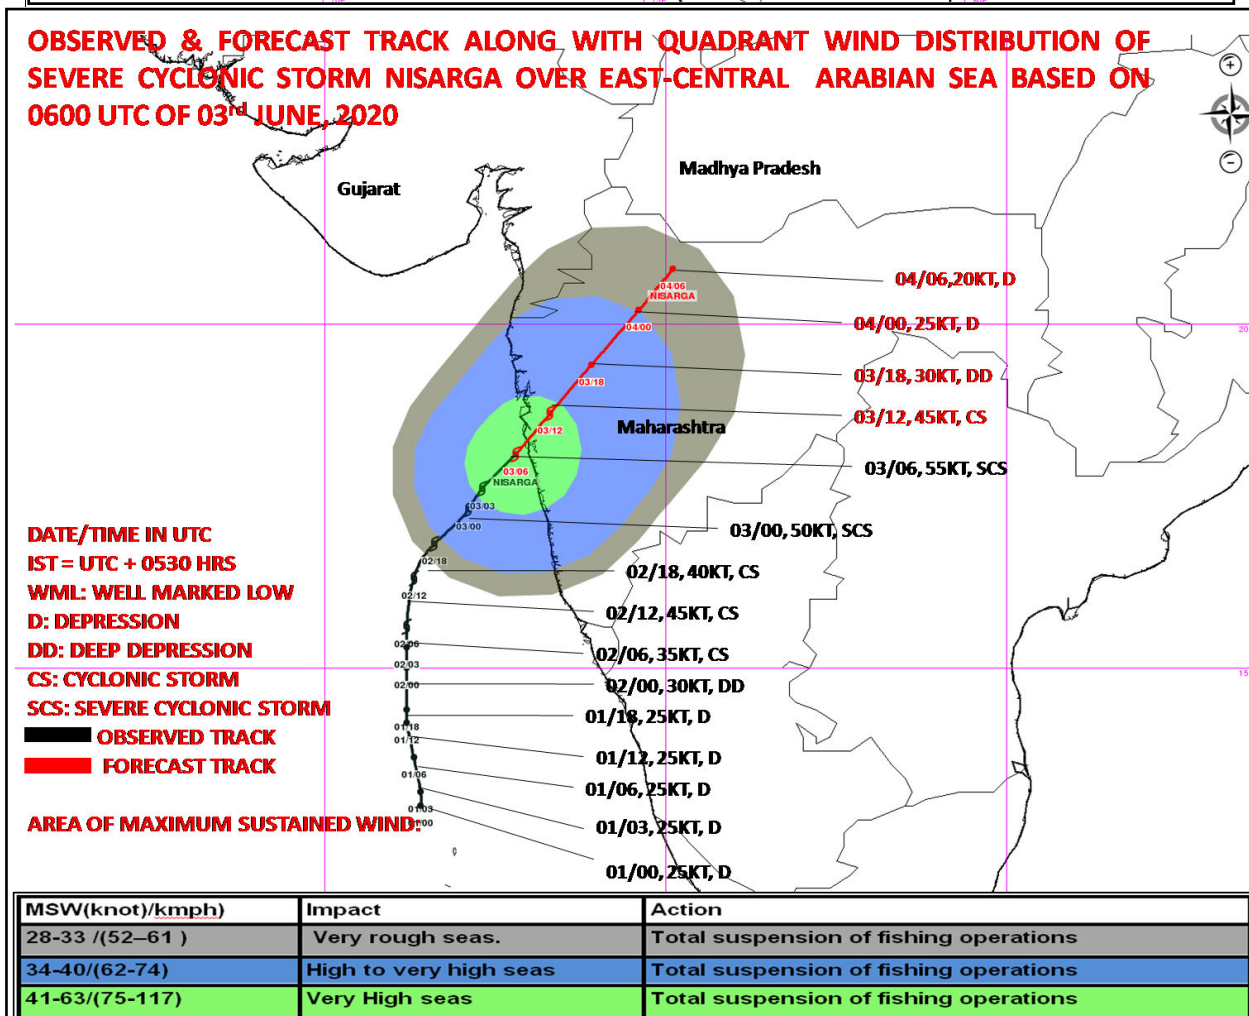 OBSERVED & FORECAST TRACK ALONG WITH QUADRANT WIND DISTRIBUTION OF
SEVERE CYCLONIC STORM NISARGA OVER EAST-CENTRAL ARABIAN SEA BASED ON
0600 UTC OF 03rd JUNE, 2020
Madhya Pradesh
Gujarat
04/06,20KT, D
04/06
NISARGA
04/00, 25KT, D
04/00
20
03/18, 30KT, DD
03/18
03/12, 45KT, CS
Maharashtra
03/12
03/06, 55KT, SCS
03/06
NISARGA
03/03
03/00
03/00, 50KT, SCS
DATE/TIME IN UTC
IST = UTC + 0530 HRS
WML: WELL MARKED LOW
D: DEPRESSION
DD: DEEP DEPRESSION
CS: CYCLONIC STORM
SCS: SEVERE CYCLONIC STORM
OBSERVED TRACK
FORECAST TRACK
AREA OF MAXIMUM SUSTAINED WIND:
02/18
02/18, 40KT, CS
02/12
02/12, 45KT, CS
02/06
02/06, 35KT, CS
02/03
15
02/00
02/00, 30KT, DD
01/18, 25KT, D
01/18
01/12
01/12, 25KT, D
01/06
01/06, 25KT, D
01/03
01/00
01/03, 25KT, D
01/00, 25KT, D
MSW(knot)/kmph) Impact Action
28-33 /(52–61 ) Very rough seas. Total suspension of fishing operations
34-40/(62-74) High to very high seas Total suspension of fishing operations
41-63/(75-117) Very High seas Total suspension of fishing operations